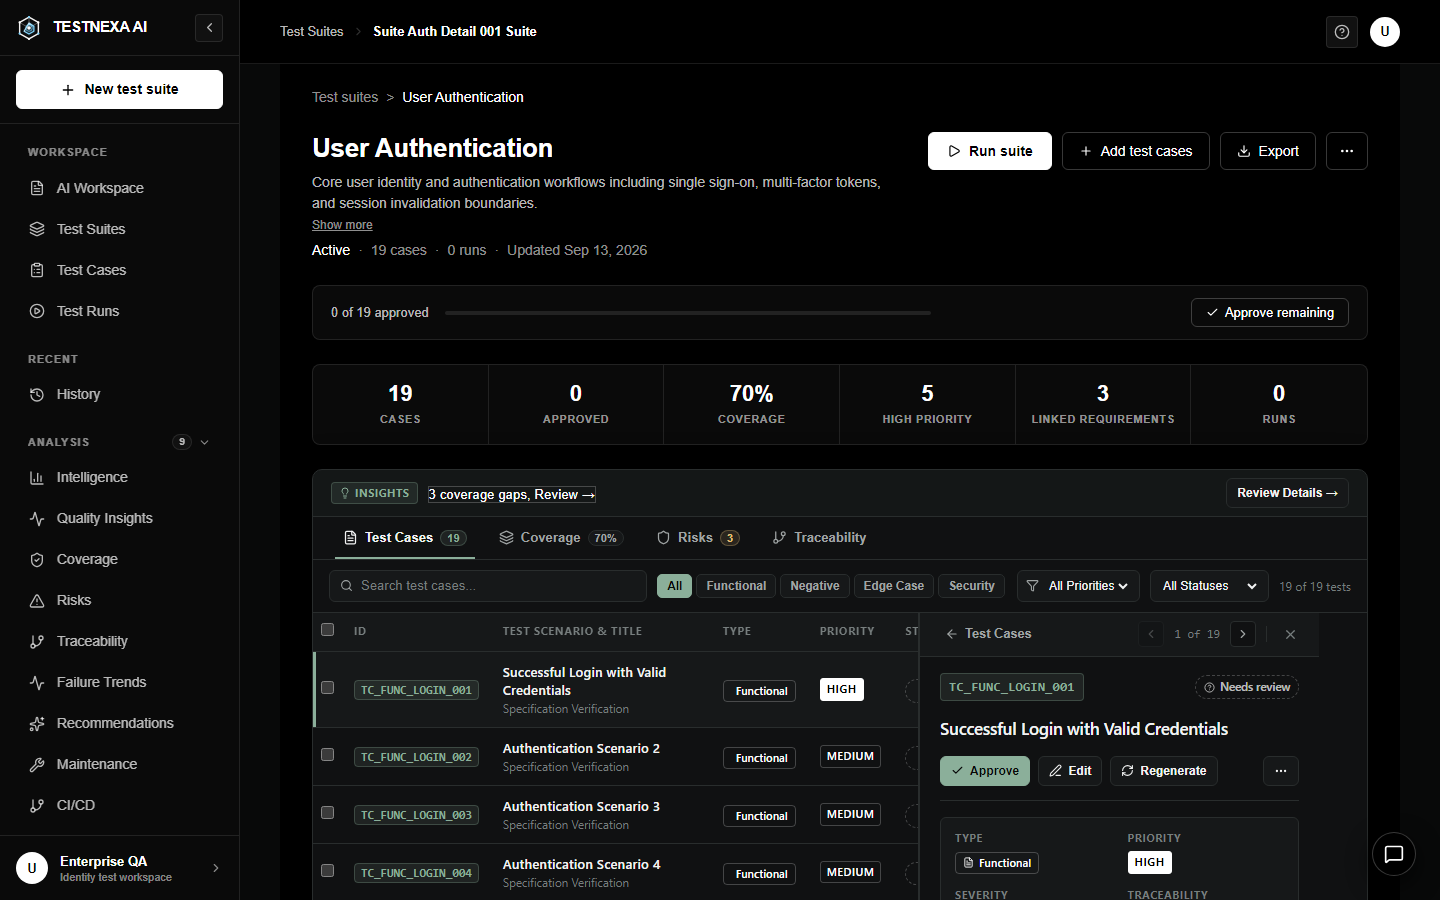 TESTNEXA AI
New test suite
WORKSPACE
AI Workspace
Test Suites
Test Cases
Test Runs
RECENT
History
ANALYSIS 9
Intelligence
Quality Insights
Coverage
Risks
Traceability
Failure Trends
Recommendations
Maintenance
CI/CD
U
Enterprise QA
Identity test workspace
Test Suites > Suite Auth Detail 001 Suite
U
Test suites > User Authentication
User Authentication
Core user identity and authentication workflows including single sign-on, multi-factor tokens,
and session invalidation boundaries.
Show more
Active · 19 cases · 0 runs · Updated Sep 13, 2026
Run suite
Add test cases
Export
0 of 19 approved
Approve remaining
19
CASES
0
APPROVED
70%
COVERAGE
5
HIGH PRIORITY
3
LINKED REQUIREMENTS
0
RUNS
INSIGHTS
3 coverage gaps, Review →
Review Details →
Test Cases 19
Coverage 70%
Risks 3
Traceability
Search test cases...
All
Functional
Negative
Edge Case
Security
All Priorities
All Statuses
19 of 19 tests
ID TEST SCENARIO & TITLE TYPE PRIORITY ST
TC_FUNC_LOGIN_001
Successful Login with Valid
Credentials
Specification Verification
Functional
HIGH
TC_FUNC_LOGIN_002
Authentication Scenario 2
Specification Verification
Functional
MEDIUM
TC_FUNC_LOGIN_003
Authentication Scenario 3
Specification Verification
Functional
MEDIUM
TC_FUNC_LOGIN_004
Authentication Scenario 4
Specification Verification
Functional
MEDIUM
← Test Cases
1 of 19
TC_FUNC_LOGIN_001
Needs review
Successful Login with Valid Credentials
Approve
Edit
Regenerate
TYPE
Functional
PRIORITY
HIGH
SEVERITY
TRACEABILITY